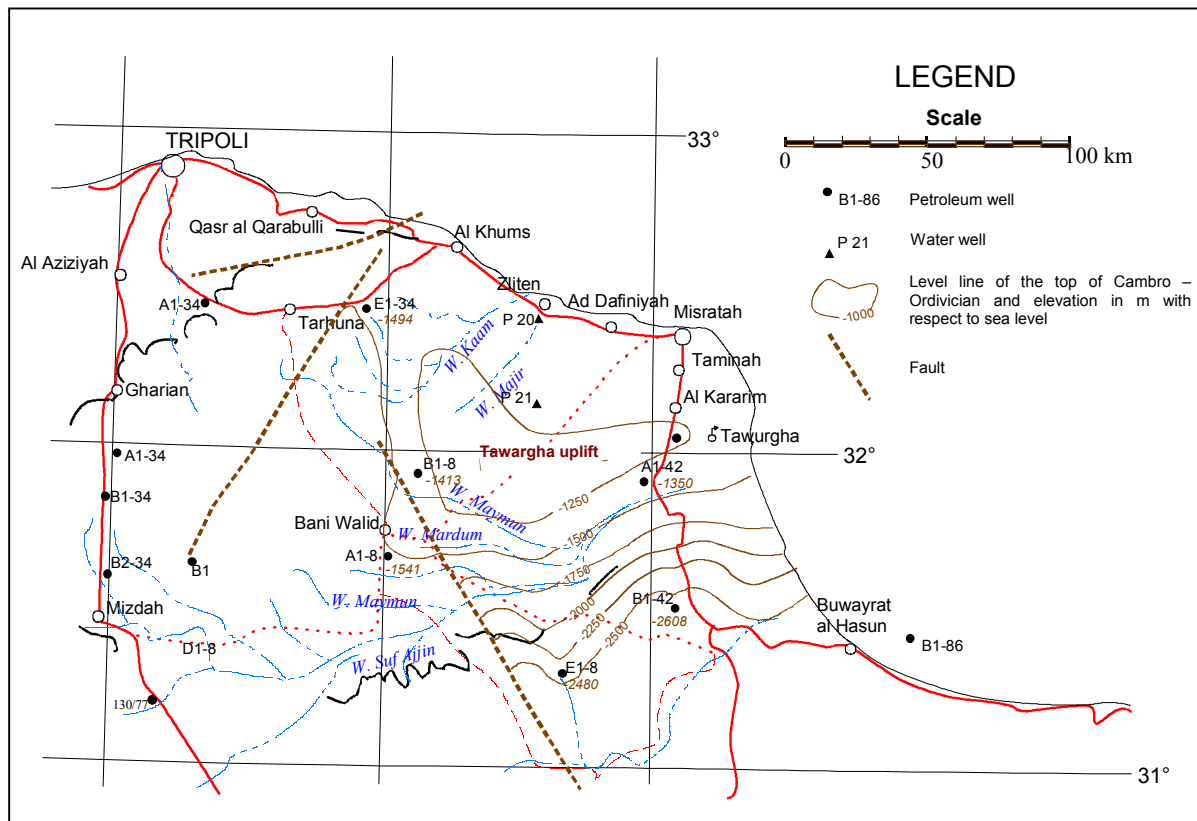 LEGEND
Scale
0 50 100 km
B1-86 Petroleum well
P 21 Water well
-1000
Level line of the top of Cambro –
Ordivician and elevation in m with
respect to sea level
Fault
33°
TRIPOLI
Qasr al Qarabulli
Al Khums
Al Aziziyah
Zliten
Ad Dafiniyah
Misratah
A1-34
E1-34
-1494
Tarhuna
P 20
W. Kaam
Taminah
Gharian
W. Majir
P 21
Al Kararim
Tawurgha
32°
A1-34
Tawargha uplift
B1-8
-1413
A1-42
-1350
B1-34
-1250
W. Maymun
Bani Walid
W. Mardum
-1500
A1-8
-1541
B2-34
B1
-1750
Mizdah
W. Maymun
-2000
B1-42
-2608
-2250
-2500
Buwayrat
al Hasun
B1-86
D1-8
W. Suf Ajjin
E1-8
-2480
130/77
31°